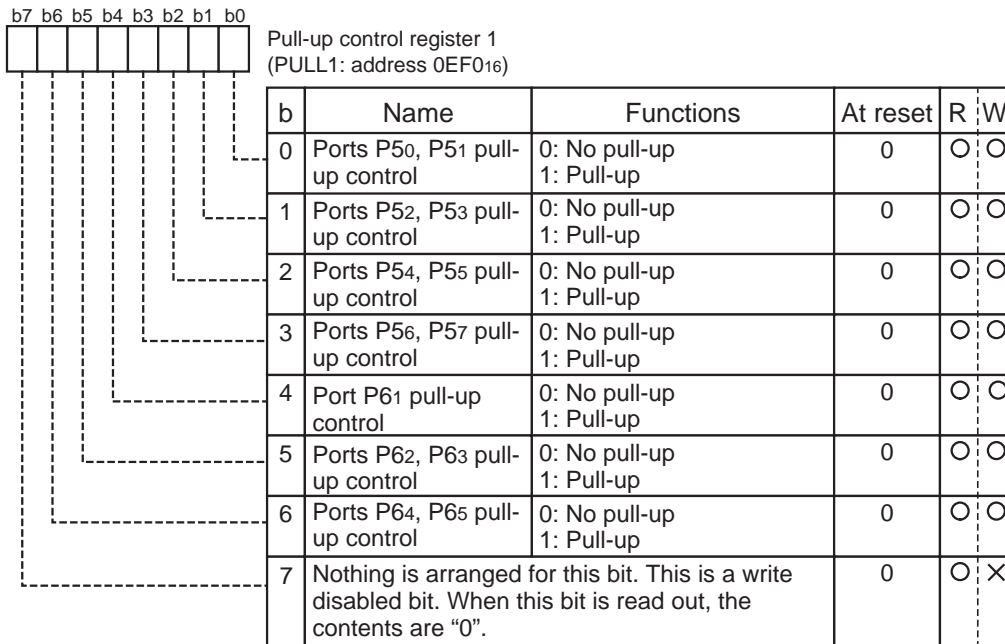 b7 b6 b5 b4 b3 b2 b1 b0
Pull-up control register 1
(PULL1: address 0EF016)
b Name Functions At reset R W
0 Ports P50, P51 pull-up control 0: No pull-up 0 ○ ○
1: Pull-up
1 Ports P52, P53 pull-up control 0: No pull-up 0 ○ ○
1: Pull-up
2 Ports P54, P55 pull-up control 0: No pull-up 0 ○ ○
1: Pull-up
3 Ports P56, P57 pull-up control 0: No pull-up 0 ○ ○
1: Pull-up
4 Port P61 pull-up control 0: No pull-up 0 ○ ○
1: Pull-up
5 Ports P62, P63 pull-up control 0: No pull-up 0 ○ ○
1: Pull-up
6 Ports P64, P65 pull-up control 0: No pull-up 0 ○ ○
1: Pull-up
7 Nothing is arranged for this bit. This is a write 0 ○ ×
disabled bit. When this bit is read out, the
contents are “0”.